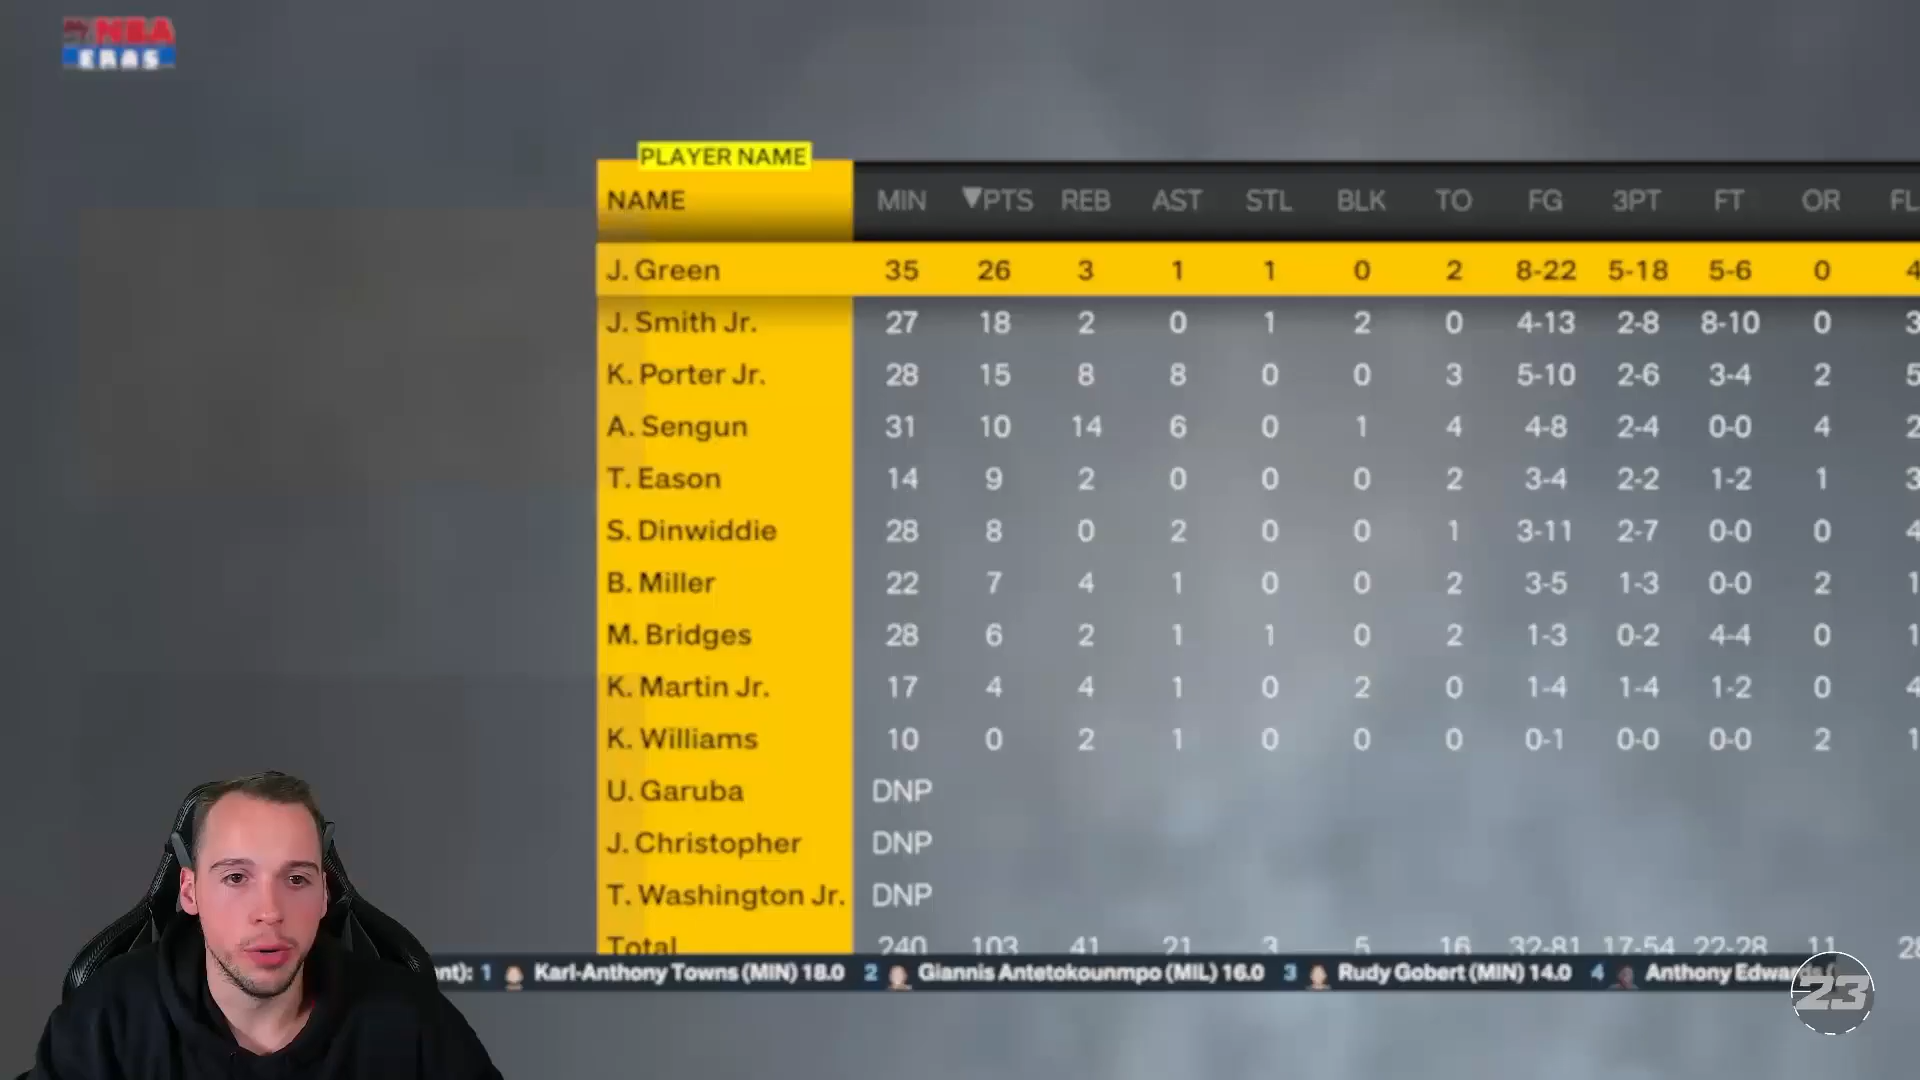 NBA
ERAS
PLAYER NAME
NAME MIN ▼PTS REB AST STL BLK TO FG 3PT FT OR
J. Green 35 26 3 1 1 0 2 8-22 5-18 5-6 0 4
J. Smith Jr. 27 18 2 0 1 2 0 4-13 2-8 8-10 0 3
K. Porter Jr. 28 15 8 8 0 0 3 5-10 2-6 3-4 2 5
A. Sengun 31 10 14 6 0 1 4 4-8 2-4 0-0 4 2
T. Eason 14 9 2 0 0 0 2 3-4 2-2 1-2 1 3
S. Dinwiddie 28 8 0 2 0 0 1 3-11 2-7 0-0 0 4
B. Miller 22 7 4 1 0 0 2 3-5 1-3 0-0 2 1
M. Bridges 28 6 2 1 1 0 2 1-3 0-2 4-4 0 1
K. Martin Jr. 17 4 4 1 0 2 0 1-4 1-4 1-2 0 4
K. Williams 10 0 2 1 0 0 0 0-1 0-0 0-0 2 1
U. Garuba DNP
J. Christopher DNP
T. Washington Jr. DNP
Total 240 103 41 21 3 5 16 32-81 17-54 22-28 11
nt): 1 Karl-Anthony Towns (MIN) 18.0 2 Giannis Antetokounmpo (MIL) 16.0 3 Rudy Gobert (MIN) 14.0 4 Anthony
23